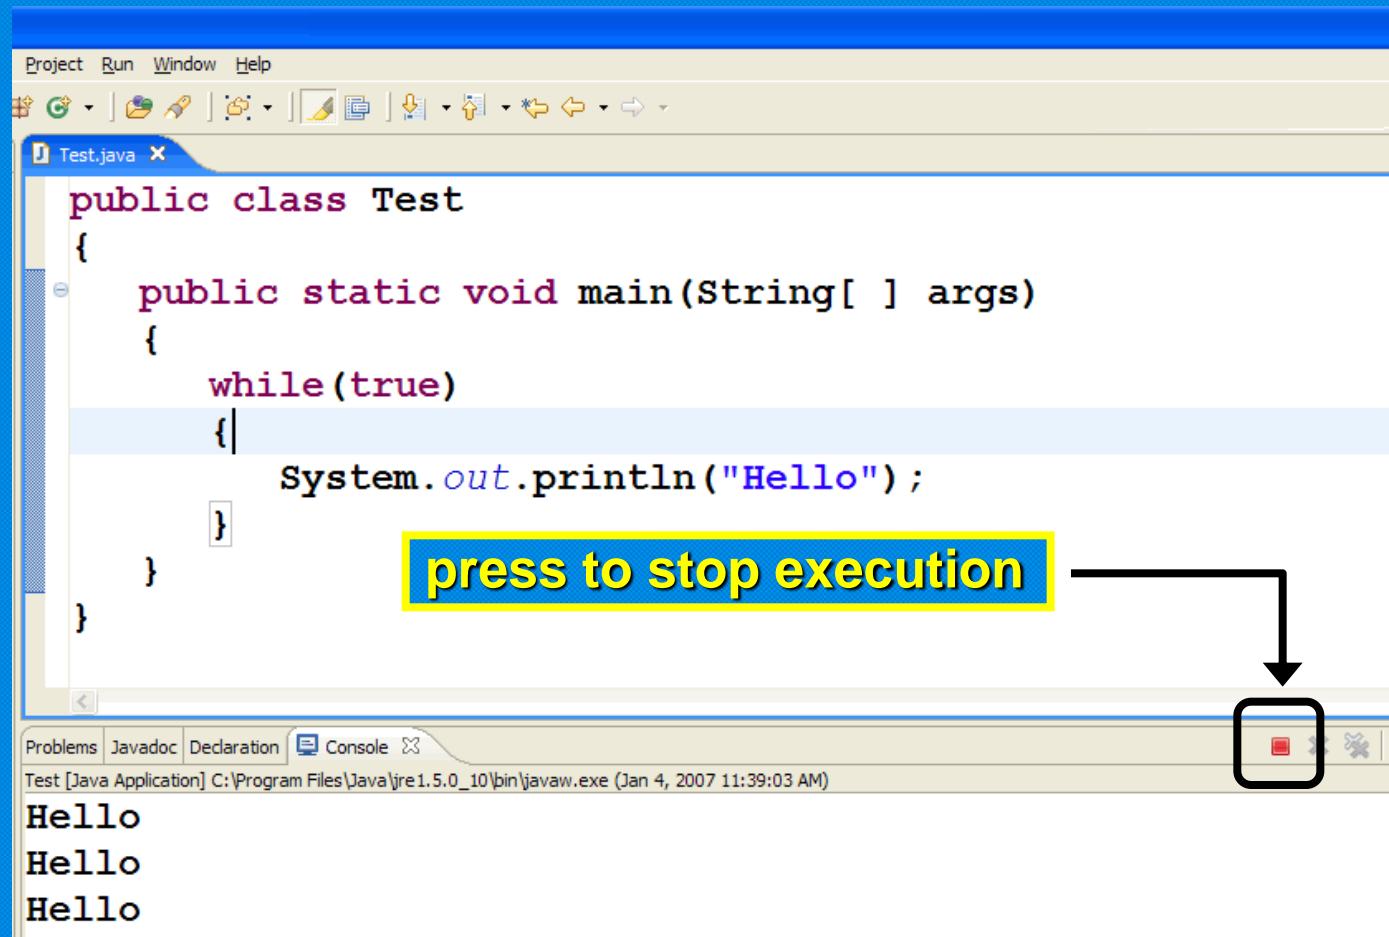 Project Run Window Help
Test.java
public class Test
{
public static void main(String[ ] args)
{
while(true)
{
System.out.println("Hello");
}
}
}
press to stop execution
Problems Javadoc Declaration Console
Test [Java Application] C:\Program Files\Java\jre1.5.0_10\bin\javaw.exe (Jan 4, 2007 11:39:03 AM)
Hello
Hello
Hello